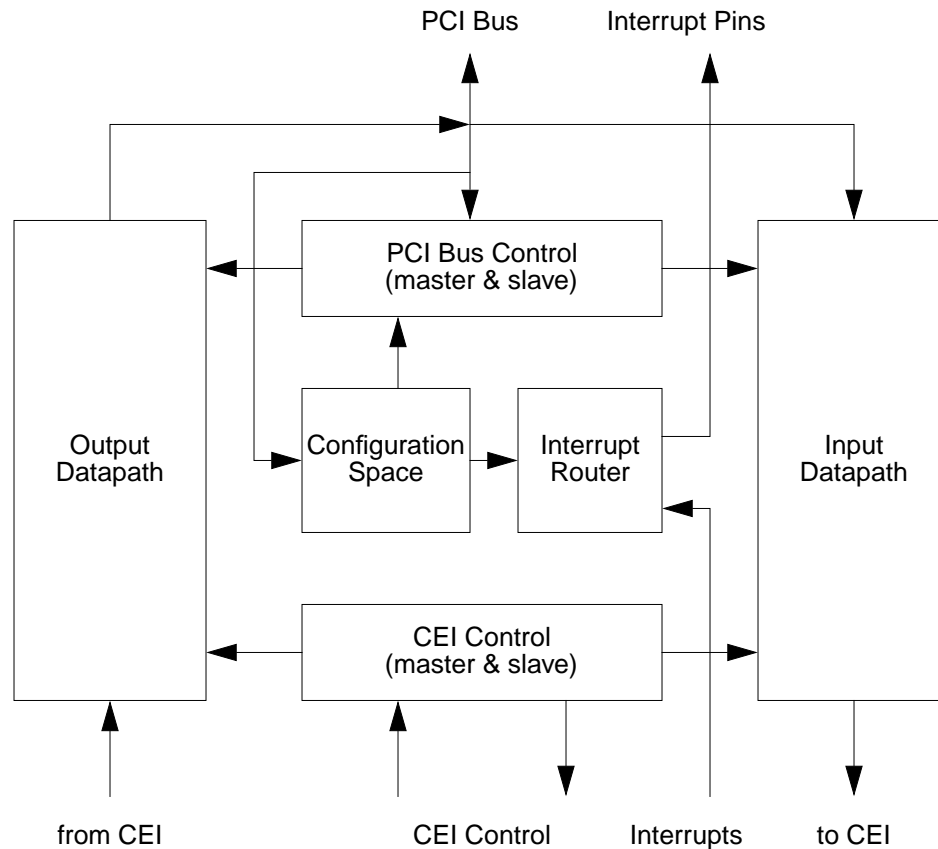 PCI Bus
Interrupt Pins
PCI Bus Control
(master & slave)
Output
Datapath
Configuration
Space
Interrupt
Router
Input
Datapath
CEI Control
(master & slave)
from CEI
CEI Control
Interrupts
to CEI